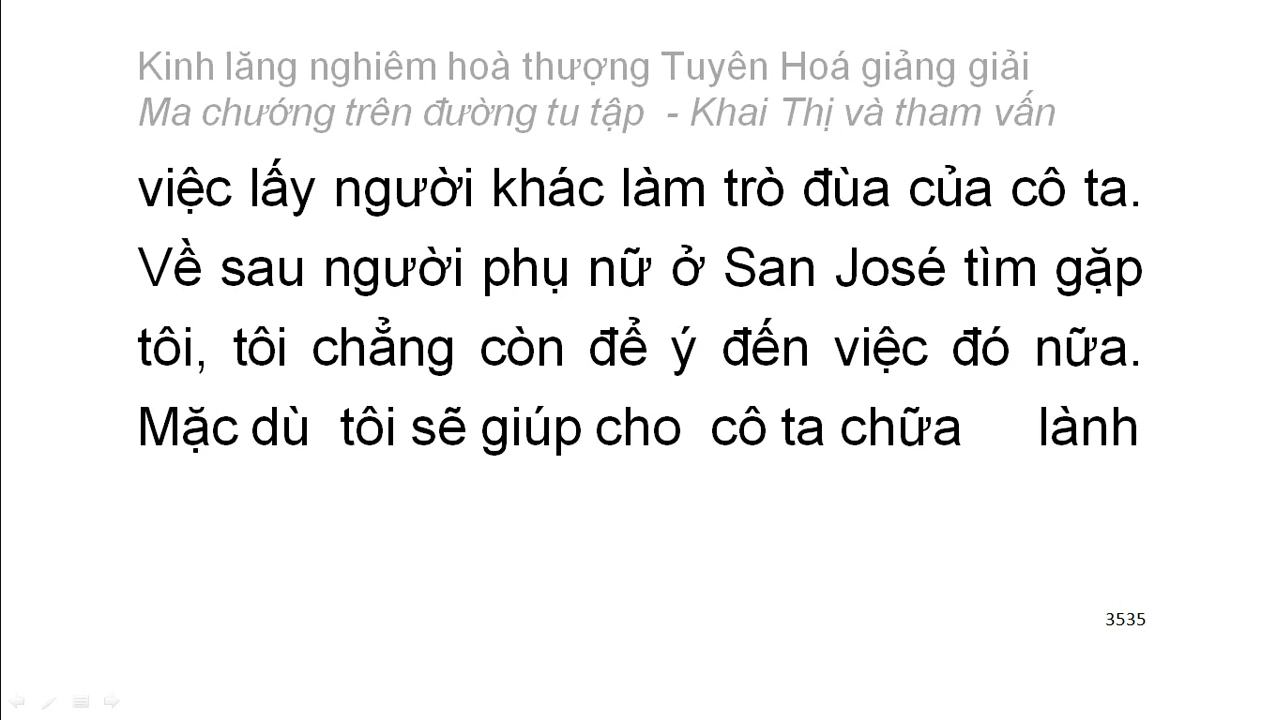 Kinh lăng nghiêm hoà thượng Tuyên Hoá giảng giải
Ma chướng trên đường tu tập - Khai Thị và tham vấn
việc lấy người khác làm trò đùa của cô ta.
Về sau người phụ nữ ở San José tìm gặp
tôi, tôi chẳng còn để ý đến việc đó nữa.
Mặc dù tôi sẽ giúp cho cô ta chữa lành
3535